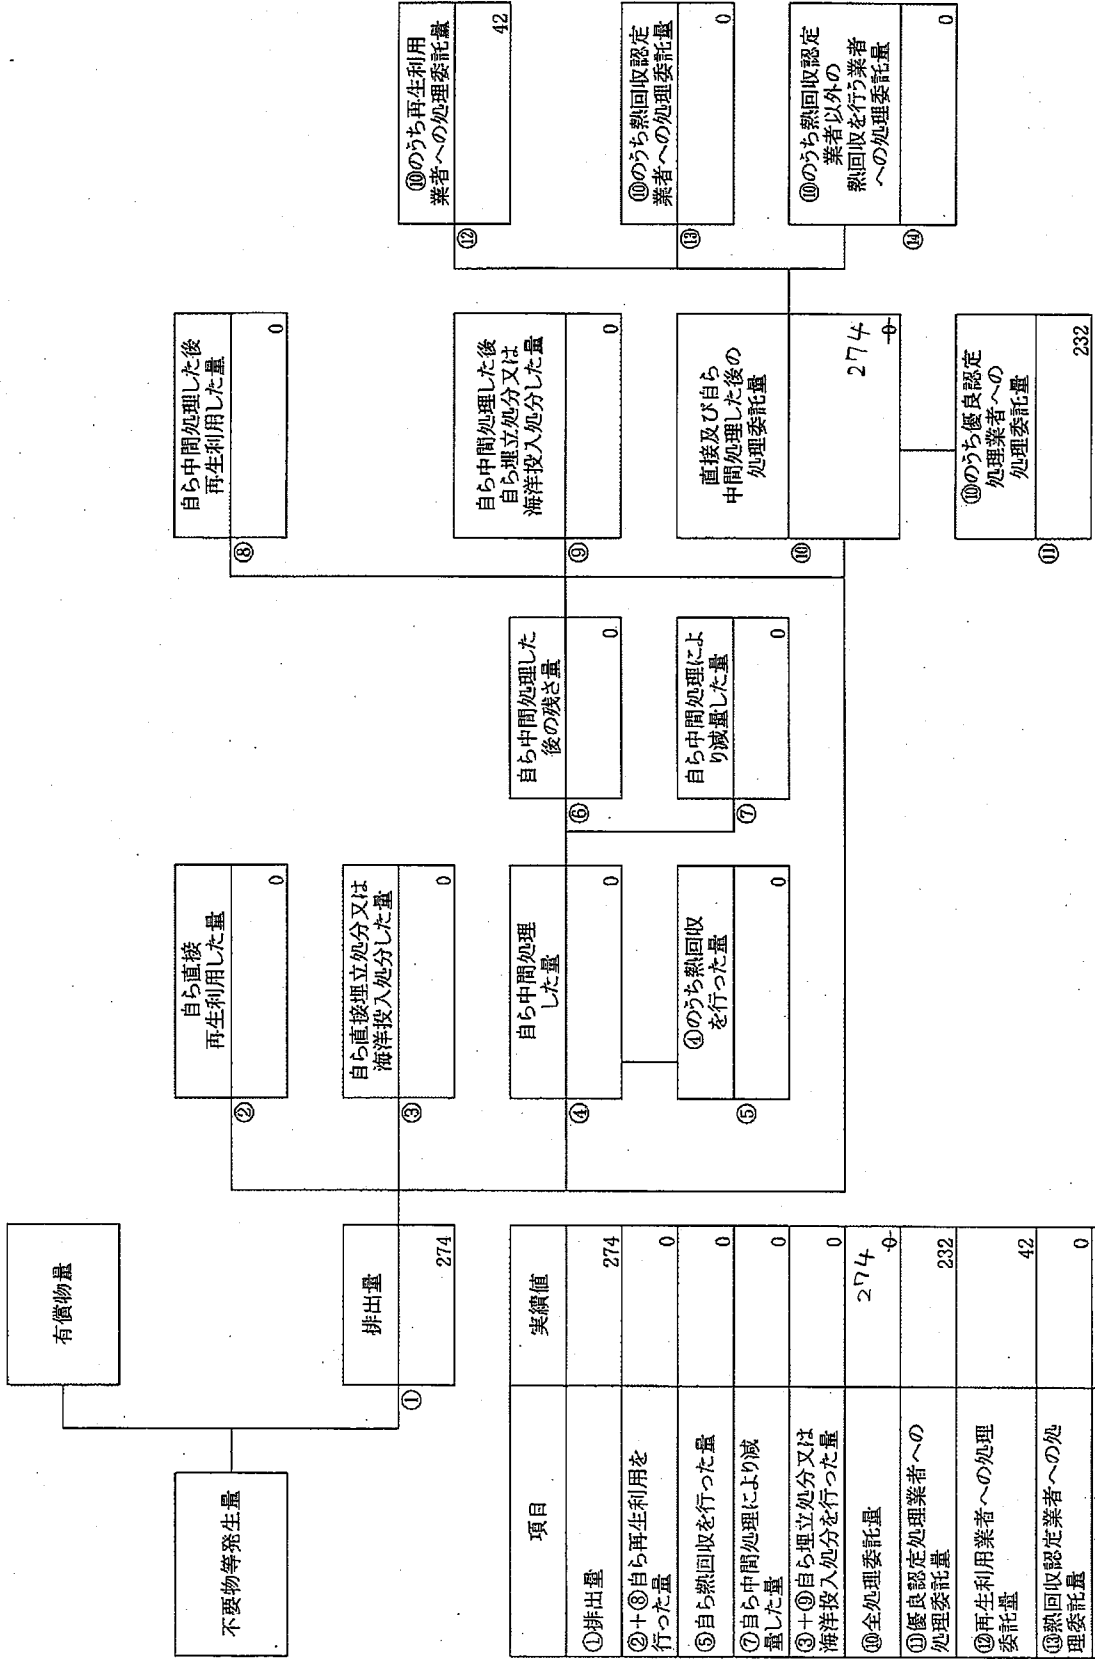 不要物等発生量
有償物量
排出量
① 274
自ら直接
再生利用した量
② 0
自ら直接埋立処分又は
海洋投入処分した量
③ 0
自ら中間処理
した量
④ 0
④のうち熱回収
を行った量
⑤ 0
自ら中間処理した
後の残さ量
⑥ 0
自ら中間処理によ
り減量した量
⑦ 0
自ら中間処理した後
再生利用した量
⑧ 0
自ら中間処理した後
自ら埋立処分又は
海洋投入処分した量
⑨ 0
直接及び自ら
中間処理した後の
処理委託量
⑩ 274 0
⑩のうち優良認定
処理業者への
処理委託量
⑪ 232
⑩のうち再生利用
業者への処理委託量
⑫ 42
⑩のうち熱回収認定
業者への処理委託量
⑬ 0
⑩のうち熱回収認定
業者以外の
熱回収を行う業者
への処理委託量
⑭ 0
項目 実績値
①排出量 274
②+⑧自ら再生利用を
行った量 0
⑤自ら熱回収を行った量 0
⑦自ら中間処理により減
量した量 0
③+⑨自ら埋立処分又は
海洋投入処分を行った量 0
⑩全処理委託量 274 0
⑪優良認定処理業者への
処理委託量 232
⑫再生利用業者への処理
委託量 42
⑬熱回収認定業者への処
理委託量 0